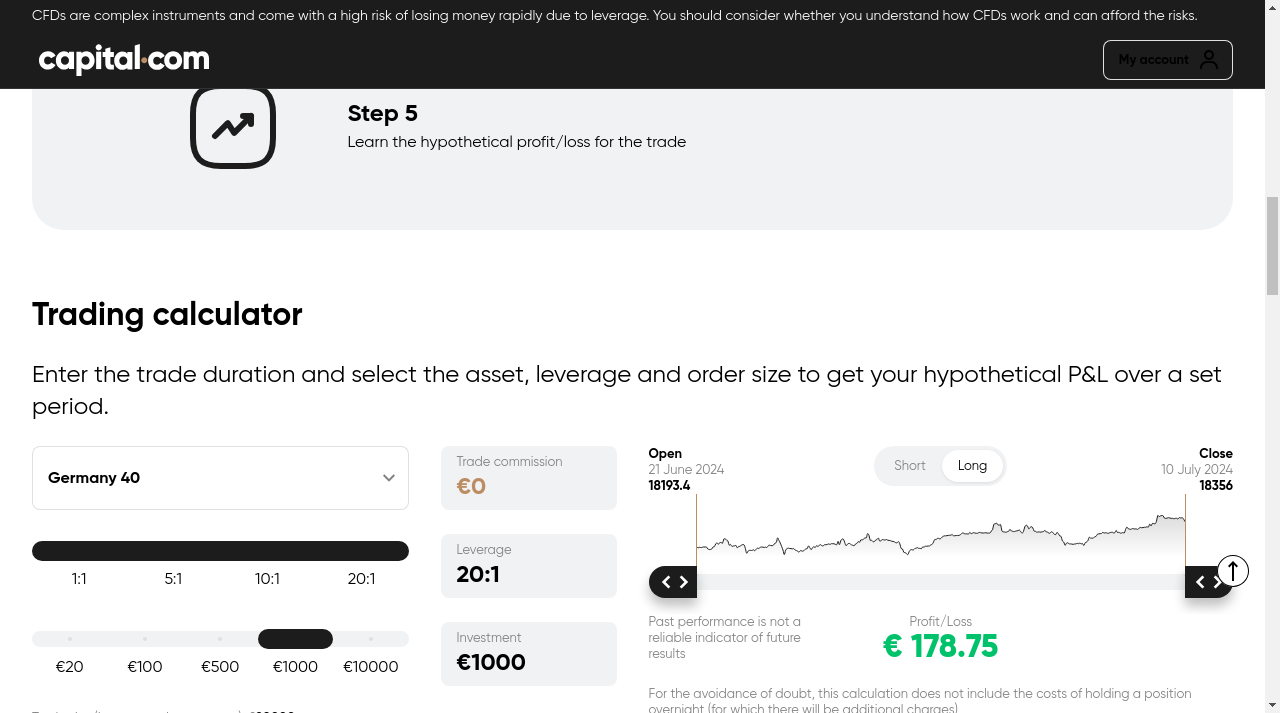 CFDs are complex instruments and come with a high risk of losing money rapidly due to leverage. You should consider whether you understand how CFDs work and can afford the risks.
capital.com
My account
Step 5
Learn the hypothetical profit/loss for the trade
Trading calculator
Enter the trade duration and select the asset, leverage and order size to get your hypothetical P&L over a set
period.
Germany 40
1:1 5:1 10:1 20:1
€20 €100 €500 €1000 €10000
Trade commission
€0
Leverage
20:1
Investment
€1000
Open
21 June 2024
18193.4
Short Long
Close
10 July 2024
18356
Past performance is not a
reliable indicator of future
results
Profit/Loss
€ 178.75
For the avoidance of doubt, this calculation does not include the costs of holding a position
overnight (for which there will be additional charges)